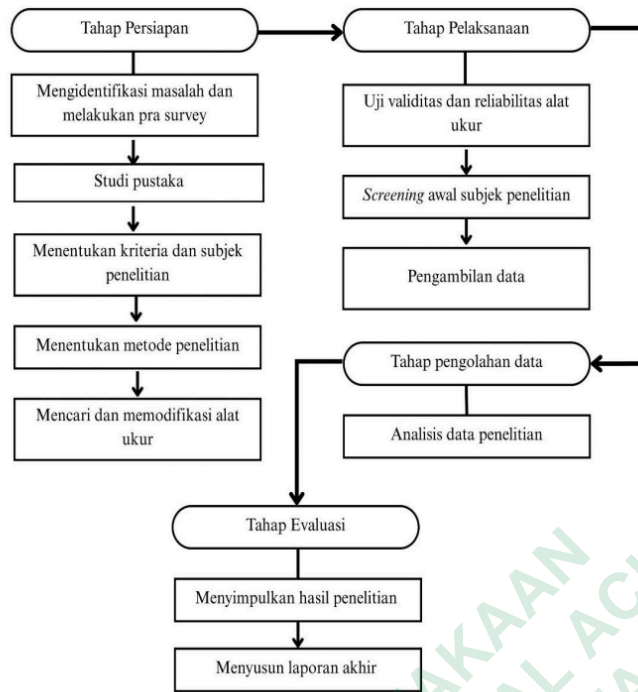 Tahap Persiapan
Mengidentifikasi masalah dan
melakukan pra survey
Studi pustaka
Menentukan kriteria dan subjek
penelitian
Menentukan metode penelitian
Mencari dan memodifikasi alat
ukur
Tahap Pelaksanaan
Uji validitas dan reliabilitas alat
ukur
Screening awal subjek penelitian
Pengambilan data
Tahap pengolahan data
Analisis data penelitian
Tahap Evaluasi
Menyimpulkan hasil penelitian
Menyusun laporan akhir